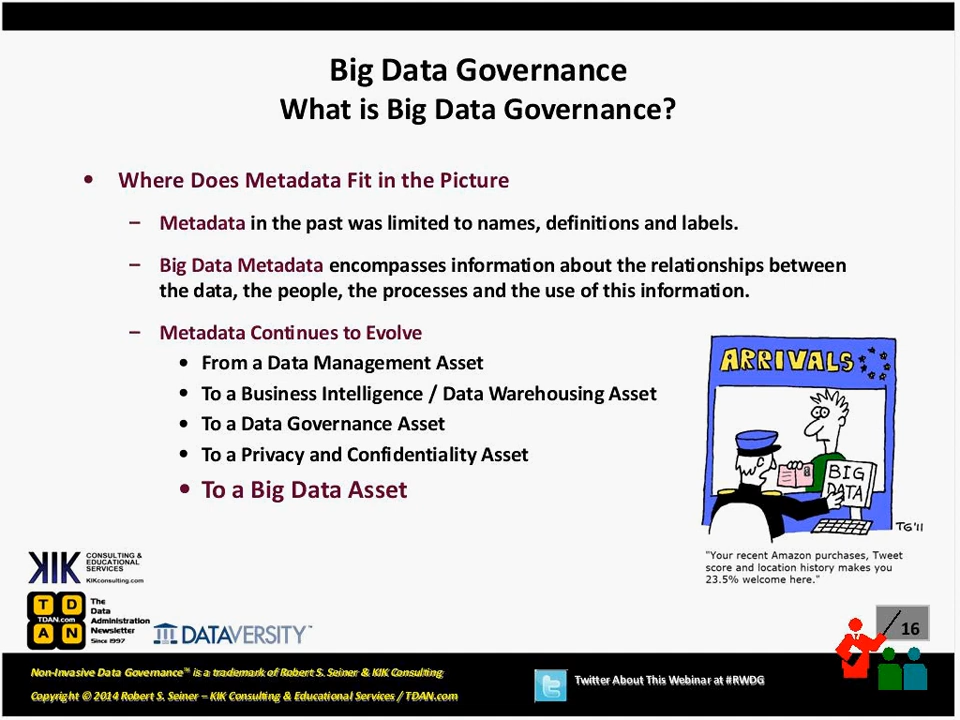 Big Data Governance
What is Big Data Governance?
• Where Does Metadata Fit in the Picture
– Metadata in the past was limited to names, definitions and labels.
– Big Data Metadata encompasses information about the relationships between
the data, the people, the processes and the use of this information.
– Metadata Continues to Evolve
• From a Data Management Asset
• To a Business Intelligence / Data Warehousing Asset
• To a Data Governance Asset
• To a Privacy and Confidentiality Asset
• To a Big Data Asset
ARRIVALS
BIG
DATA
TG'11
"Your recent Amazon purchases, Tweet
score and location history makes you
23.5% welcome here."
KIK CONSULTING &
EDUCATIONAL
SERVICES
KIKconsulting.com
T D
TDAN.com
A N
The
Data
Administration
Newsletter
Since 1997
DATAVERSITY™
16
Non-Invasive Data Governance™ is a trademark of Robert S. Seiner & KIK Consulting
Copyright © 2014 Robert S. Seiner – KIK Consulting & Educational Services / TDAN.com
Twitter About This Webinar at #RWDG